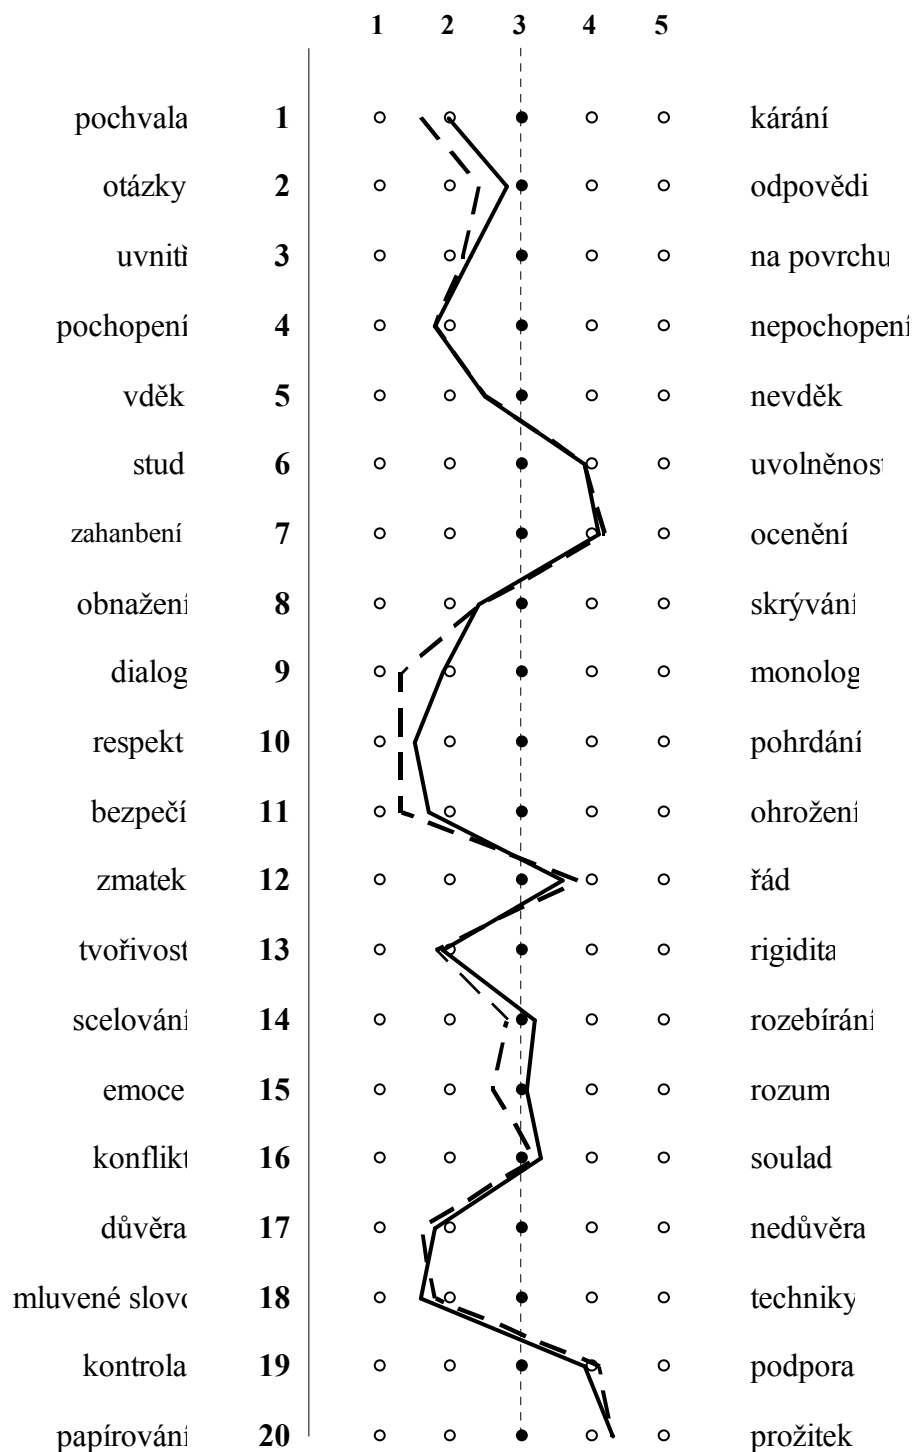 1 2 3 4 5
pochvala 1 kárání
otázky 2 odpovědi
uvnitř 3 na povrchu
pochopení 4 nepochopení
vděk 5 nevděk
stud 6 uvolněnost
zahanbení 7 ocenění
obnažení 8 skrývání
dialog 9 monolog
respekt 10 pohrdání
bezpečí 11 ohrožení
zmatek 12 řád
tvořivost 13 rigidita
scelování 14 rozebírání
emoce 15 rozum
konflikt 16 soulad
důvěra 17 nedůvěra
mluvené slovo 18 techniky
kontrola 19 podpora
papírování 20 prožitek